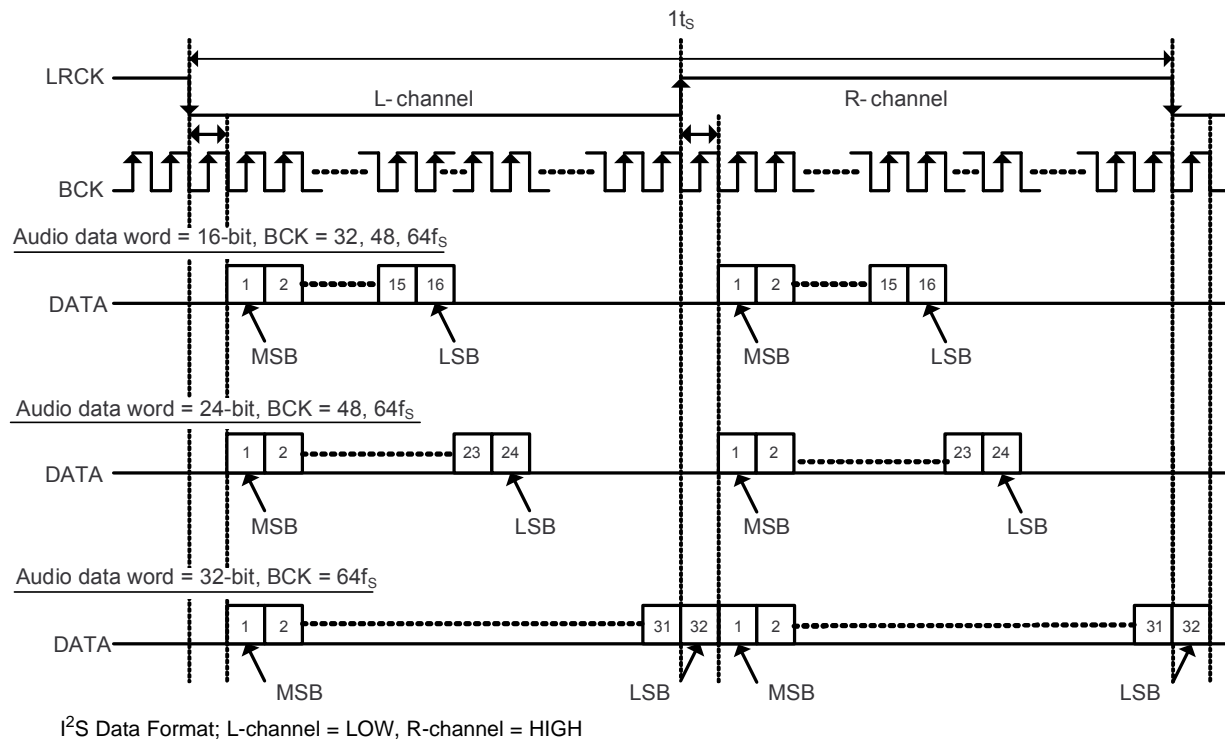 1tS
LRCK
L- channel
R- channel
BCK
Audio data word = 16-bit, BCK = 32, 48, 64fS
DATA
1 2 15 16 1 2 15 16
MSB LSB MSB LSB
Audio data word = 24-bit, BCK = 48, 64fS
DATA
1 2 23 24 1 2 23 24
MSB LSB MSB LSB
Audio data word = 32-bit, BCK = 64fS
DATA
1 2 31 32 1 2 31 32
MSB LSB MSB LSB
I²S Data Format; L-channel = LOW, R-channel = HIGH